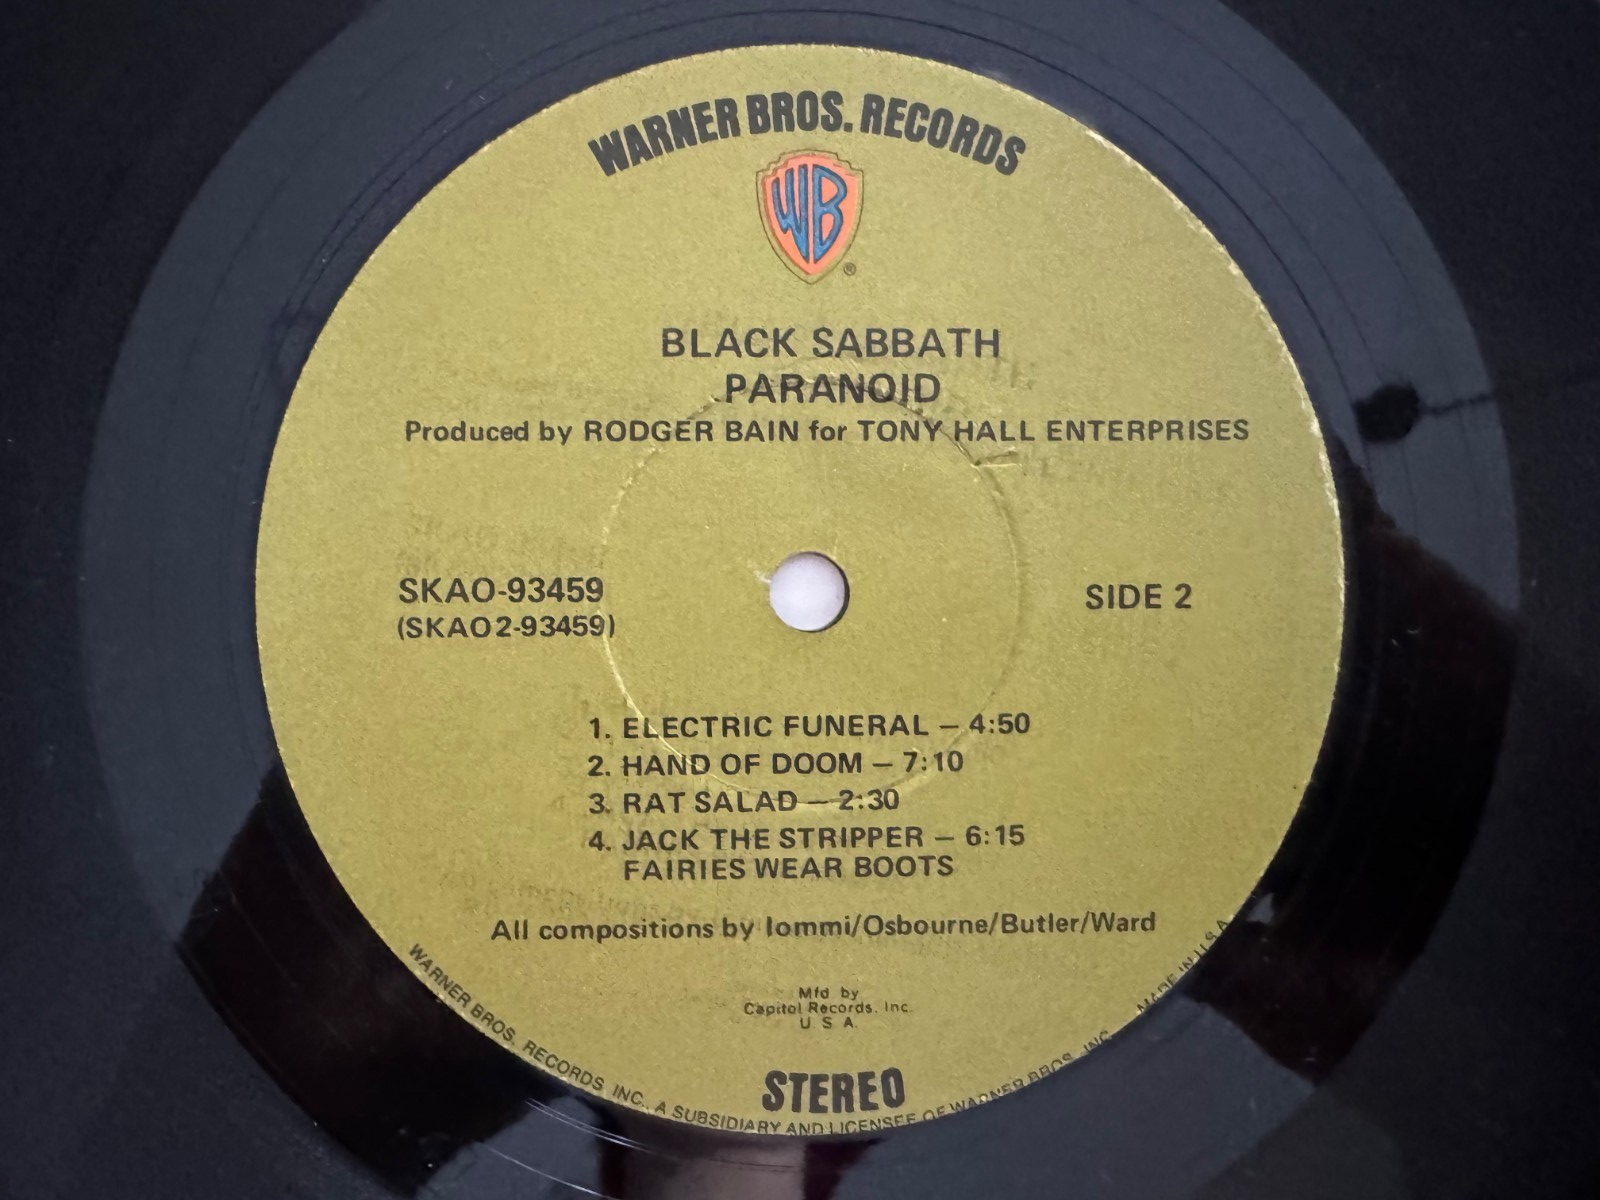 WARNER BROS. RECORDS
WB
®
BLACK SABBATH
PARANOID
Produced by RODGER BAIN for TONY HALL ENTERPRISES
SKAO-93459
(SKAO2-93459)
SIDE 2
1. ELECTRIC FUNERAL — 4:50
2. HAND OF DOOM — 7:10
3. RAT SALAD — 2:30
4. JACK THE STRIPPER — 6:15
FAIRIES WEAR BOOTS
All compositions by Iommi/Osbourne/Butler/Ward
Mfd by
Capitol Records, Inc.
U S A.
STEREO
WARNER BROS. RECORDS INC., A SUBSIDIARY AND LICENSEE OF WARNER BROS. INC. MADE IN U.S.A.